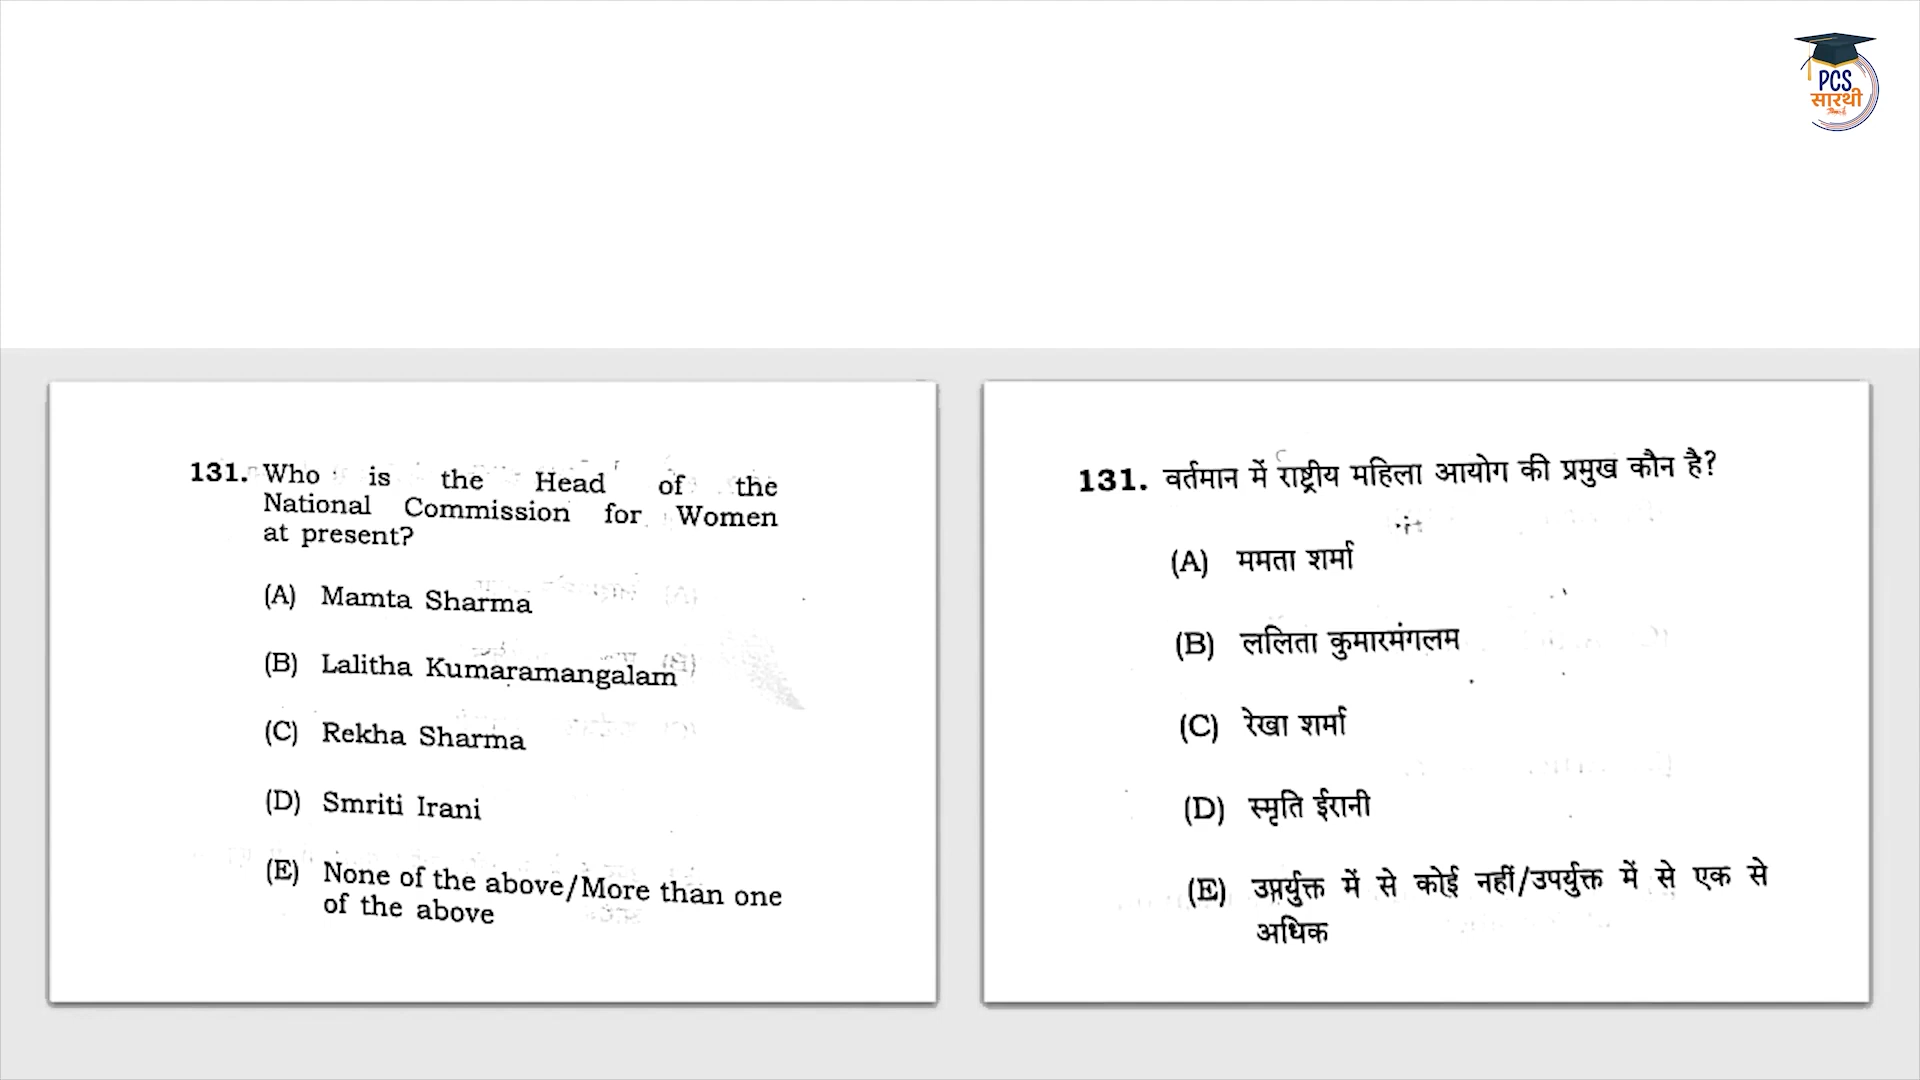 PCS
सारथी
131. Who is the Head of the
National Commission for Women
at present?
(A) Mamta Sharma
(B) Lalitha Kumaramangalam
(C) Rekha Sharma
(D) Smriti Irani
(E) None of the above/More than one
of the above
131. वर्तमान में राष्ट्रीय महिला आयोग की प्रमुख कौन है?
(A) ममता शर्मा
(B) ललिता कुमारमंगलम
(C) रेखा शर्मा
(D) स्मृति ईरानी
(E) उपर्युक्त में से कोई नहीं/उपर्युक्त में से एक से
अधिक